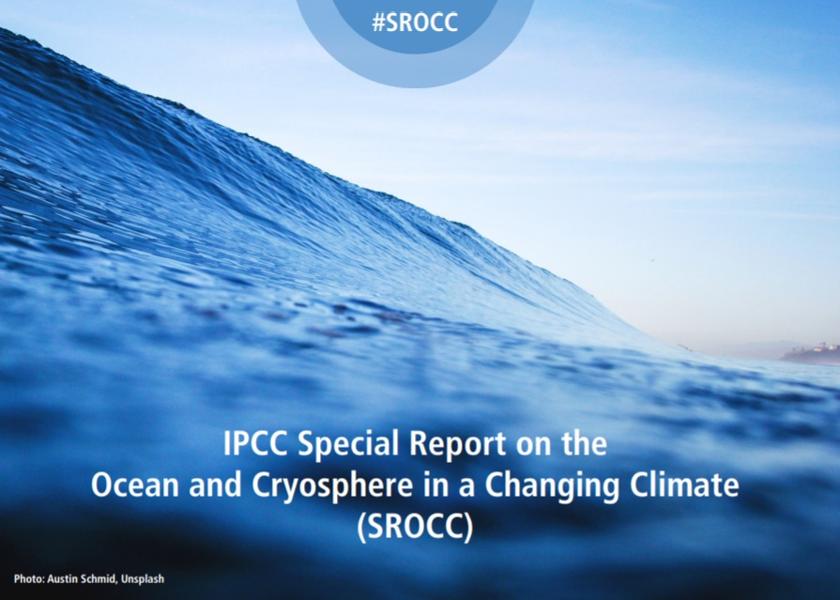 #SROCC
IPCC Special Report on the
Ocean and Cryosphere in a Changing Climate
(SROCC)
Photo: Austin Schmid, Unsplash